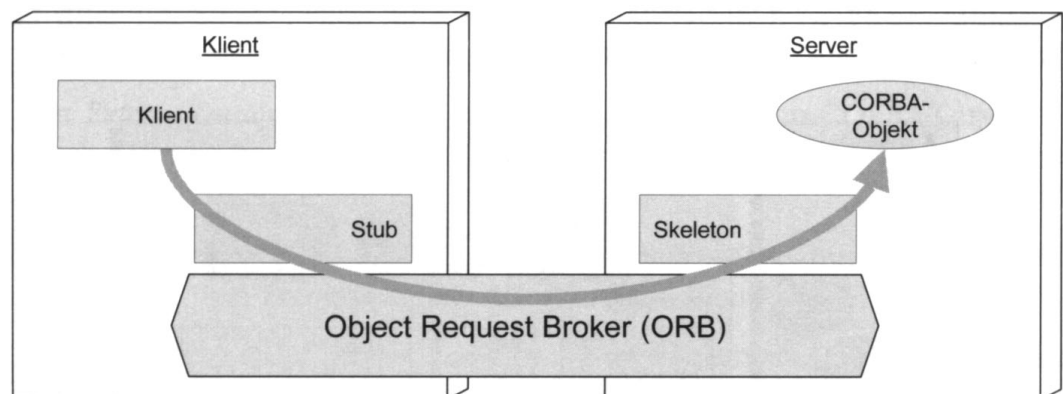 Klient
Server
Klient
CORBA-
Objekt
Stub
Skeleton
Object Request Broker (ORB)